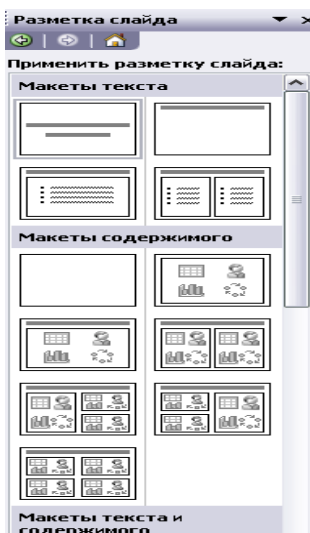 Разметка слайда
Применить разметку слайда:
Макеты текста
Макеты содержимого
Макеты текста и
содержимого